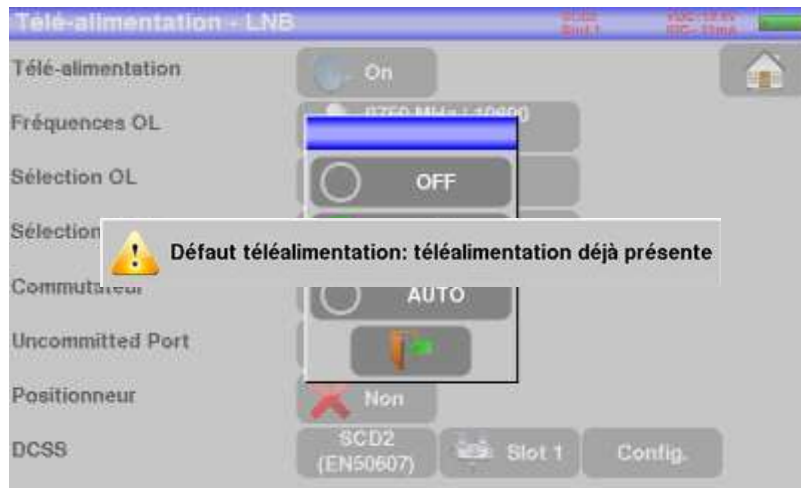 Télé-alimentation - LNB
Télé-alimentation
On
Fréquences OL
Sélection OL
OFF
Sélection
Défaut téléalimentation: téléalimentation déjà présente
Commutateur
AUTO
Uncommitted Port
Positionneur
Non
DCSS
SCD2
(EN50607)
Slot 1
Config.